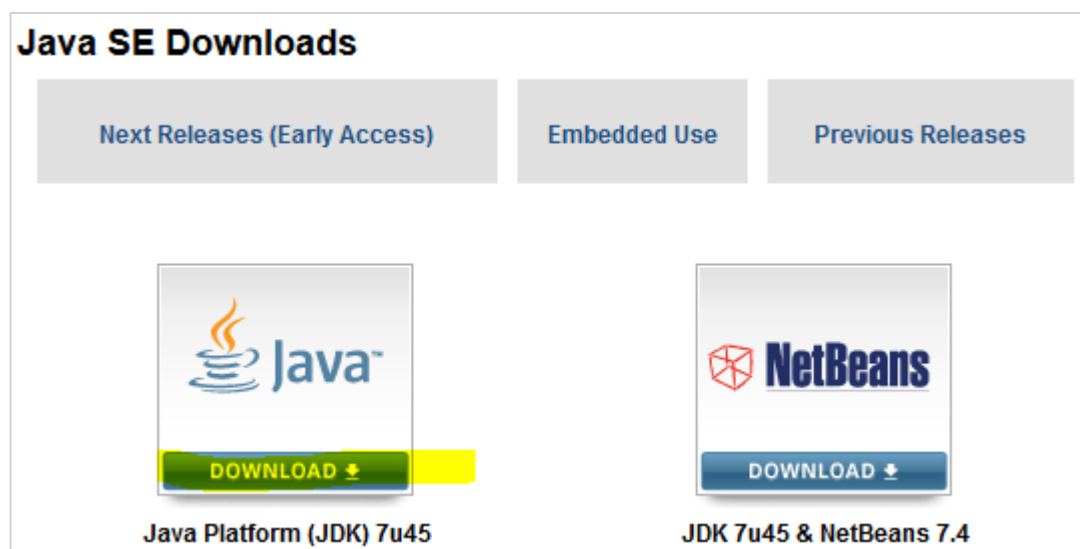 Java SE Downloads
Next Releases (Early Access)
Embedded Use
Previous Releases
Java™
NetBeans
DOWNLOAD
DOWNLOAD
Java Platform (JDK) 7u45
JDK 7u45 & NetBeans 7.4